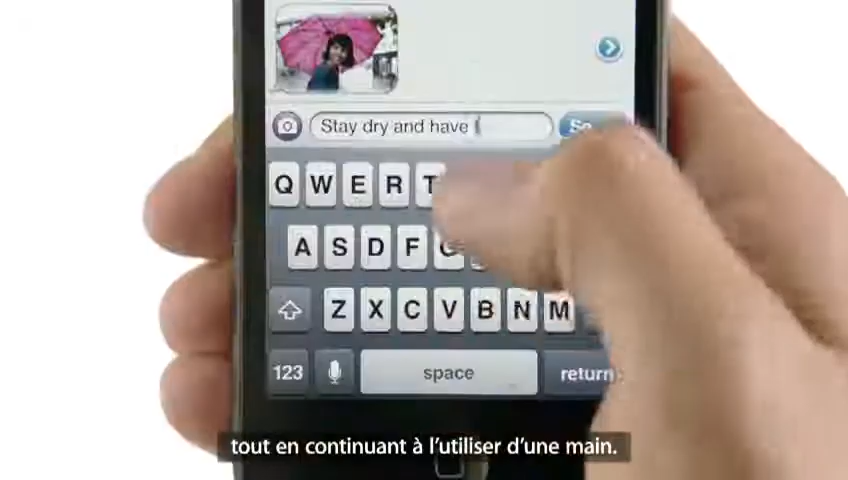 Stay dry and have
Q W E R T
A S D F
Z X C V B N M
123 space return
tout en continuant à l'utiliser d'une main.